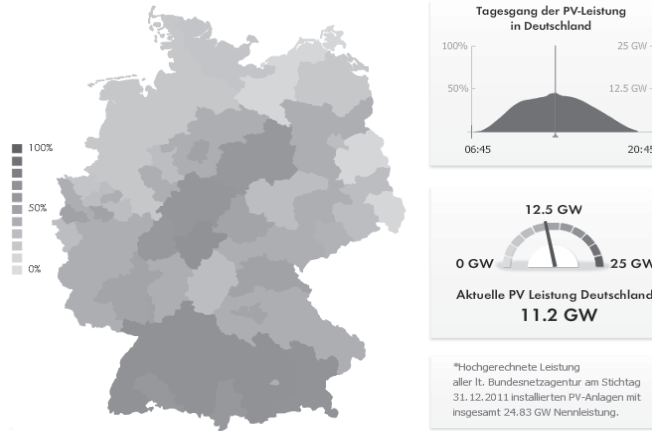 Tagesgang der PV-Leistung
in Deutschland
100%
25 GW
50%
12.5 GW
06:45
20:45
100%
50%
0%
12.5 GW
0 GW
25 GW
Aktuelle PV Leistung Deutschland
11.2 GW
*Hochgerechnete Leistung
aller lt. Bundesnetzagentur am Stichtag
31.12.2011 installierten PV-Anlagen mit
insgesamt 24.83 GW Nennleistung.